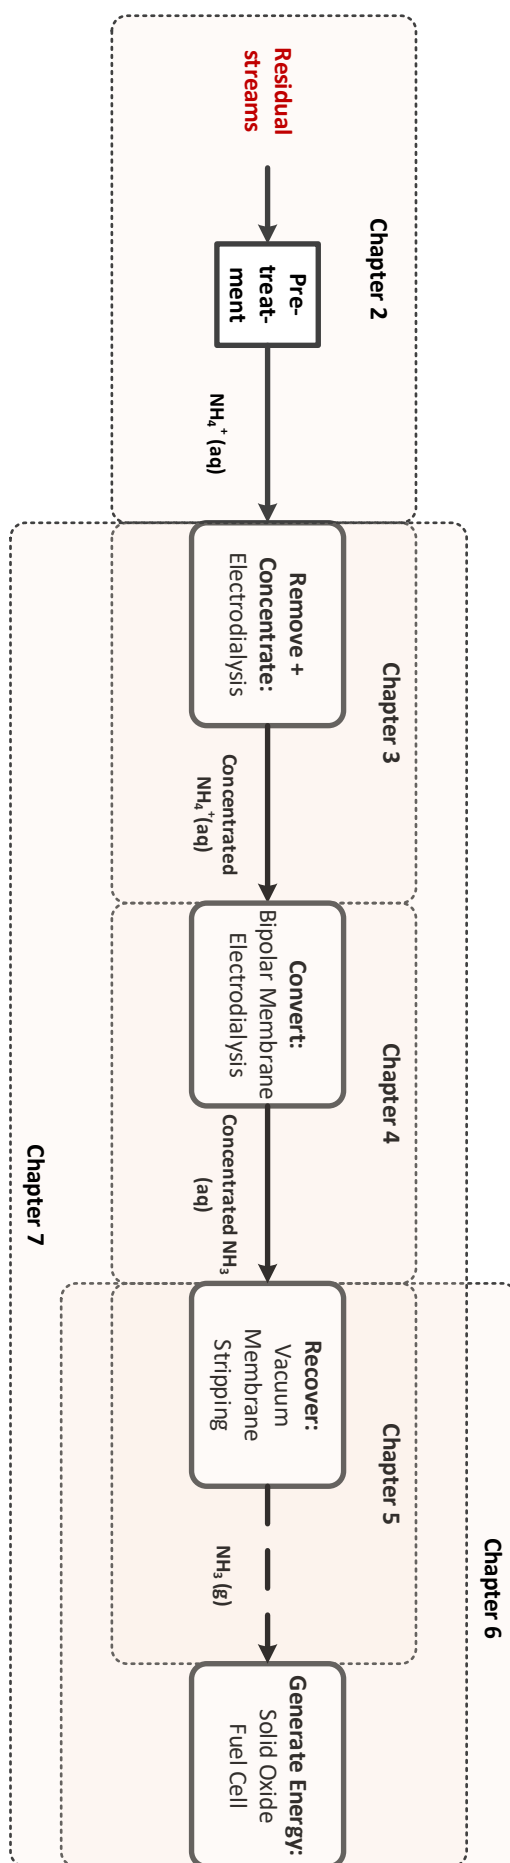 Residual
streams
Chapter 2
Pre-
treat-
ment
NH₄⁺ (aq)
Chapter 3
Remove +
Concentrate:
Electrodialysis
Concentrated
NH₄⁺(aq)
Chapter 4
Convert:
Bipolar Membrane
Electrodialysis
Concentrated NH₃
(aq)
Chapter 5
Recover:
Vacuum
Membrane
Stripping
NH₃ (g)
Chapter 6
Generate Energy:
Solid Oxide
Fuel Cell
Chapter 7